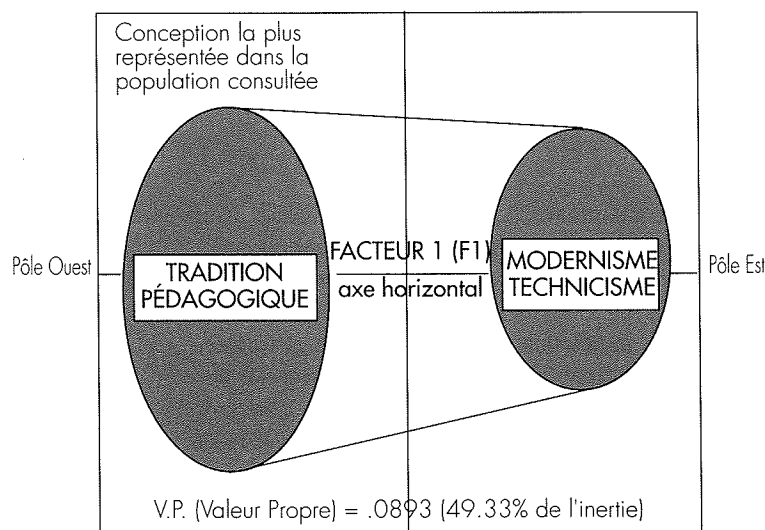 Conception la plus
représentée dans la
population consultée
Pôle Ouest
TRADITION
PÉDAGOGIQUE
FACTEUR 1 (F1)
axe horizontal
MODERNISME
TECHNICISME
Pôle Est
V.P. (Valeur Propre) = .0893 (49.33% de l'inertie)